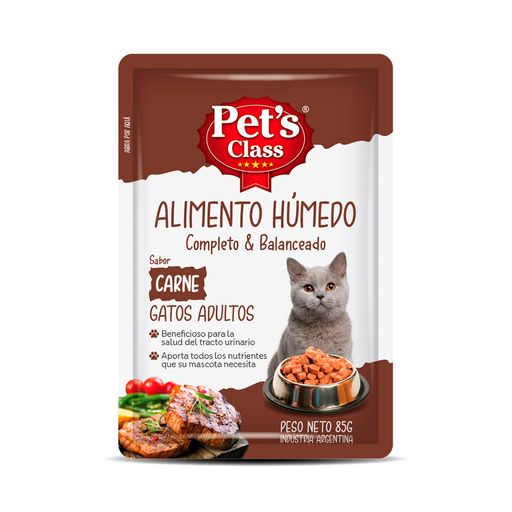 ABRA POR AQUÍ
Pet's®
Class
ALIMENTO HÚMEDO
Completo & Balanceado
Sabor
CARNE
GATOS ADULTOS
Beneficioso para la
salud del tracto urinario
Aporta todos los nutrientes
que su mascota necesita
PESO NETO 85G
INDUSTRIA ARGENTINA